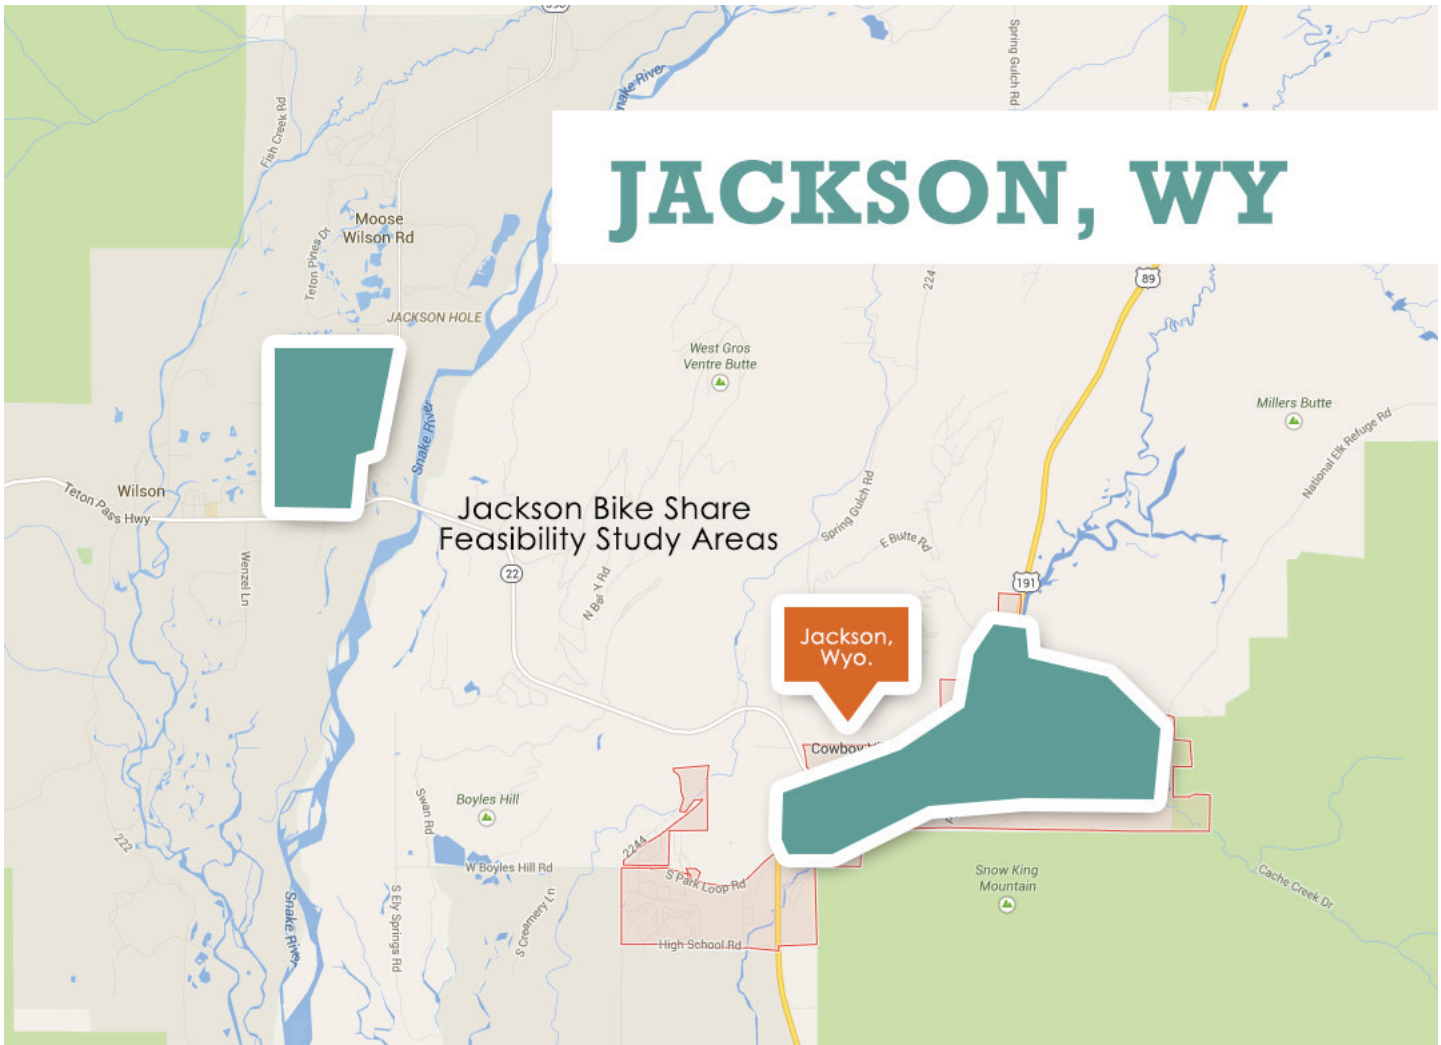 390
Snake River
Spring Gulch Rd
Fish Creek Rd
JACKSON, WY
Moose
Wilson Rd
Teton Pines Dr
224
89
JACKSON HOLE
West Gros
Ventre Butte
Millers Butte
National Elk Refuge Rd
Snake River
Wilson
Teton Pass Hwy
Jackson Bike Share
Feasibility Study Areas
Spring Gulch Rd
E Butte Rd
22
191
Wenzel Ln
N Bar Y Rd
Jackson,
Wyo.
Cowboy
Boyles Hill
Swan Rd
222
2244
W Boyles Hill Rd
S Park Loop Rd
Snow King
Mountain
Cache Creek Dr
S Ely Springs Rd
S Creamery Ln
Snake River
High School Rd